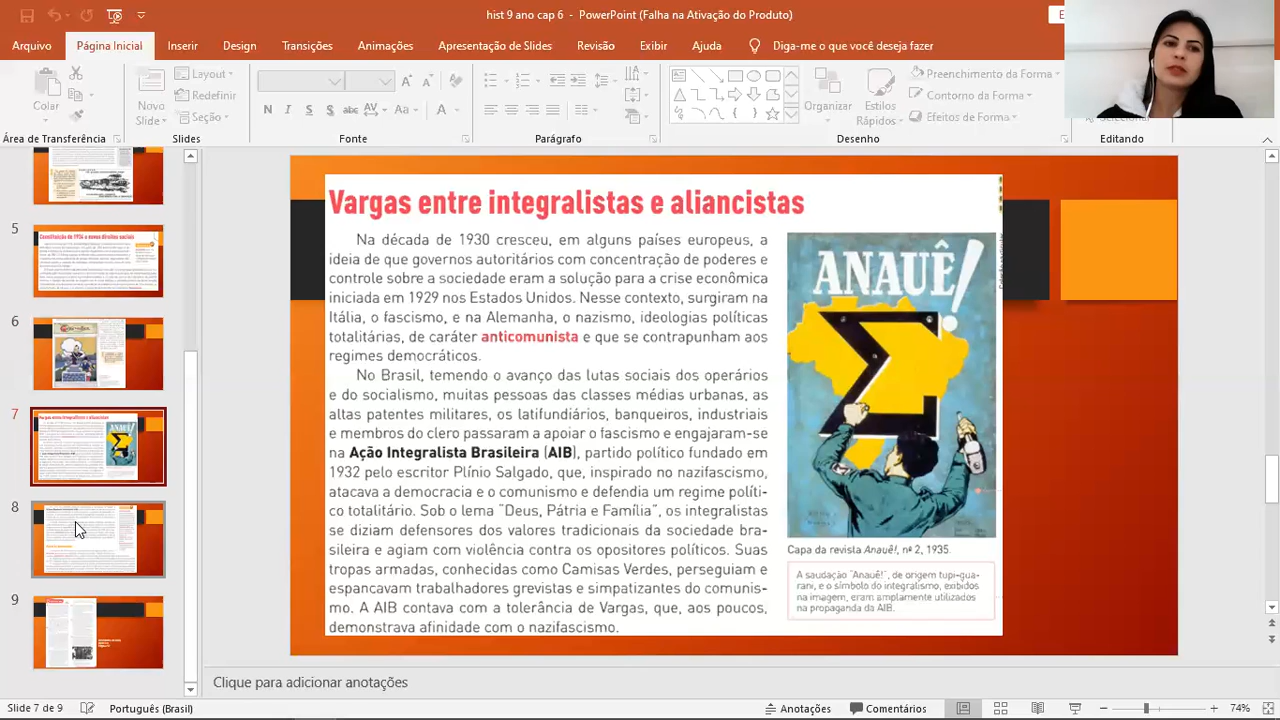 hist 9 ano cap 6 - PowerPoint (Falha na Ativação do Produto)
Arquivo Página Inicial Inserir Design Transições Animações Apresentação de Slides Revisão Exibir Ajuda Diga-me o que você deseja fazer
Colar
Novo
Slide
Layout
Redefinir
Seção
N I S S abc AV Aa A
Organizar
Estilos
Rápidos
Preenchimento da Forma
Contorno da Forma
Efeitos de Forma
Selecionar
Área de Transferência Slides Fonte Parágrafo Desenho Editando
5
6
7
8
9
Vargas entre integralistas e aliancistas
Na década de 1930 cresceu em alguns países europeus, a
ideia de que governos autoritários com concentração de poderes e
controle sobre a sociedade eram a solução para a crise econômica
iniciada em 1929 nos Estados Unidos. Nesse contexto, surgiram na
Itália, o fascismo, e na Alemanha, o nazismo, ideologias políticas
totalitárias, de caráter anticomunista e que se contrapunham aos
regimes democráticos.
No Brasil, temendo o avanço das lutas sociais dos operários
e do socialismo, muitas pessoas das classes médias urbanas, as
altas patentes militares, os latifundiários, banqueiros,
membros do clero passaram a apoiar o fascismo e
na Ação Integralista Brasileira (AIB), partido político fundado em
1932 pelo escritor Plínio Salgado que, inspirado no nazifascismo,
atacava a democracia e o comunismo e defendia um regime políti-
co totalitário. Sob o lema "Deus, Pátria e Família", os integralistas
se diziam defensores de valores tradicionais da sociedade bra-
sileira e agiam com violência contra os opositores políticos. Suas
tropas armadas, conhecidas como Camisas Verdes, perseguiam e
espancavam trabalhadores grevistas e simpatizantes do comunis-
mo. A AIB contava com a tolerância de Vargas, que, aos poucos,
demonstrava afinidade com o nazifascismo.
ANAUÊ!
Capa da revista Anauê!, nº 2, 1935.
A saudação "Anauê!", de origem tupi-gua-
rani, e o símbolo do integralismo, exibidos
na imagem, eram amplamente utilizados
na propaganda da AIB.
Clique para adicionar anotações
Slide 7 de 9 Português (Brasil) Anotações Comentários 74%